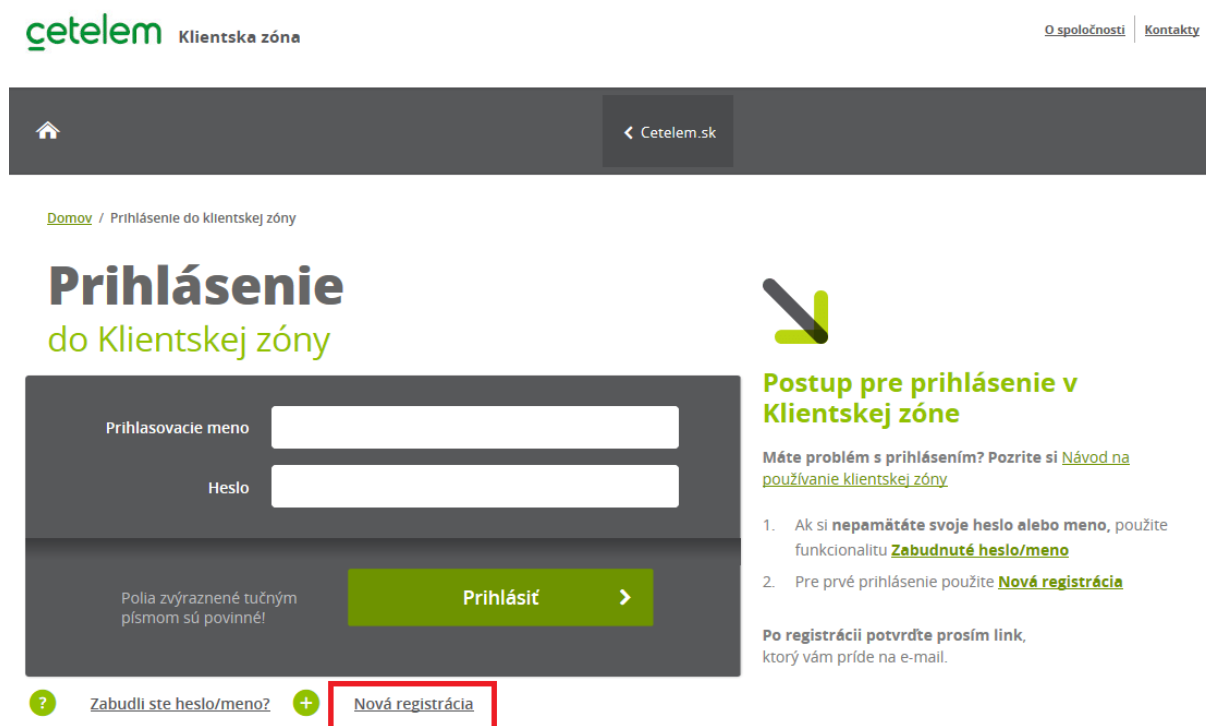 cetelem Klientska zóna
O spoločnosti Kontakty
Cetelem.sk
Domov / Prihlásenie do klientskej zóny
Prihlásenie
do Klientskej zóny
Prihlasovacie meno
Heslo
Polia zvýraznené tučným
písmom sú povinné!
Prihlásiť
? Zabudli ste heslo/meno? + Nová registrácia
Postup pre prihlásenie v
Klientskej zóne
Máte problém s prihlásením? Pozrite si Návod na
používanie klientskej zóny
1. Ak si nepamätáte svoje heslo alebo meno, použite
funkcionalitu Zabudnuté heslo/meno
2. Pre prvé prihlásenie použite Nová registrácia
Po registrácii potvrďte prosím link,
ktorý vám príde na e-mail.